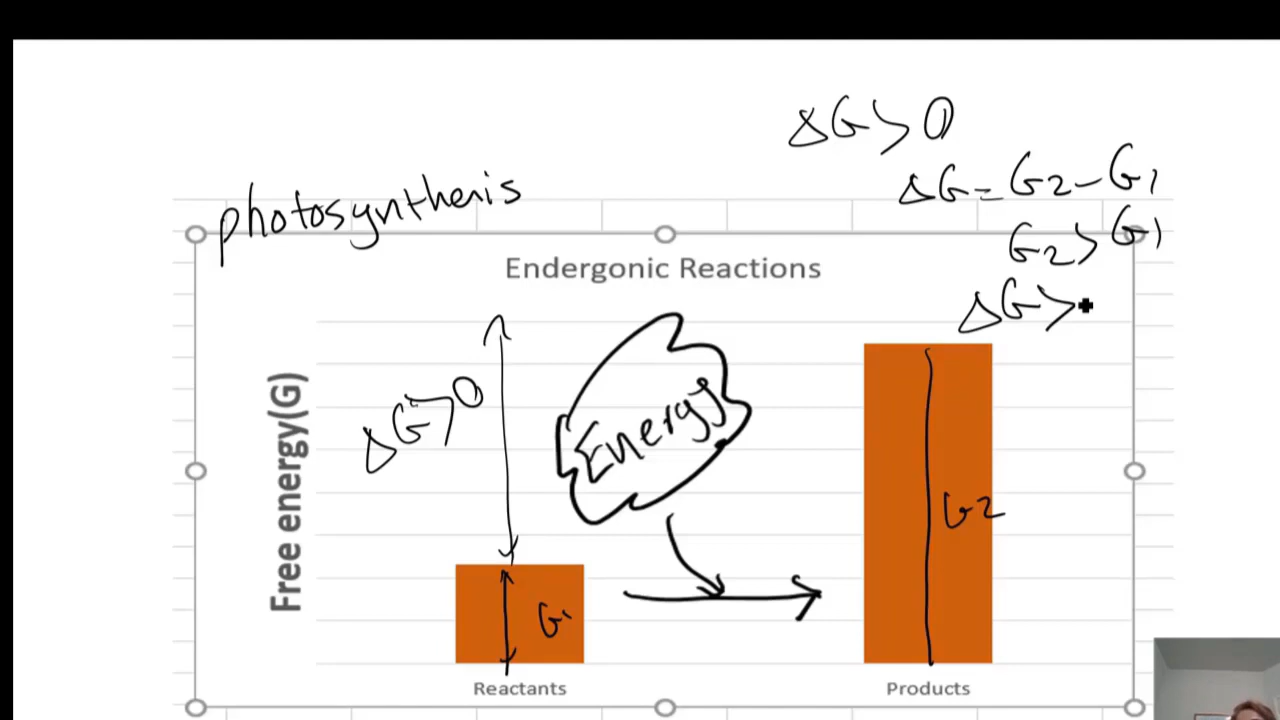 ΔG>0
ΔG=G2-G1
photosynthesis
G2>G1
Endergonic Reactions
ΔG>
ΔG>0
Energy
Free energy(G)
G2
G1
Reactants
Products